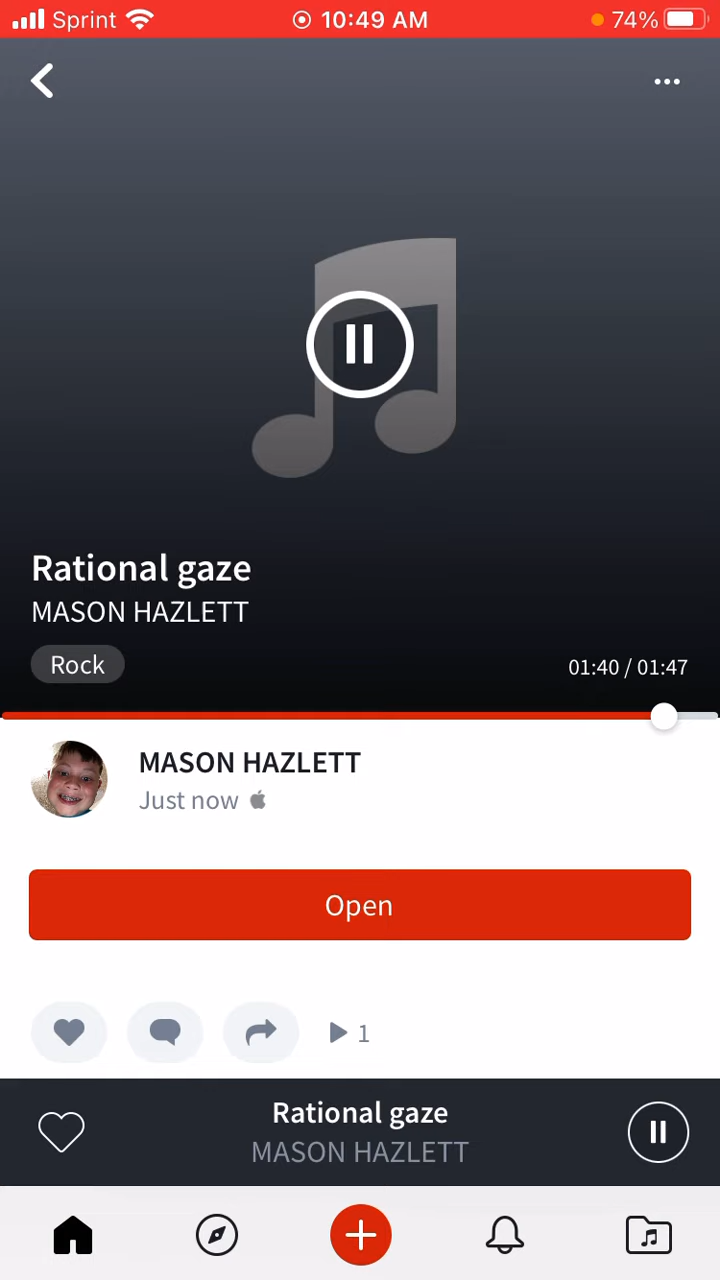 Sprint 10:49 AM 74%
Rational gaze
MASON HAZLETT
Rock 01:40 / 01:47
MASON HAZLETT
Just now
Open
1
Rational gaze
MASON HAZLETT